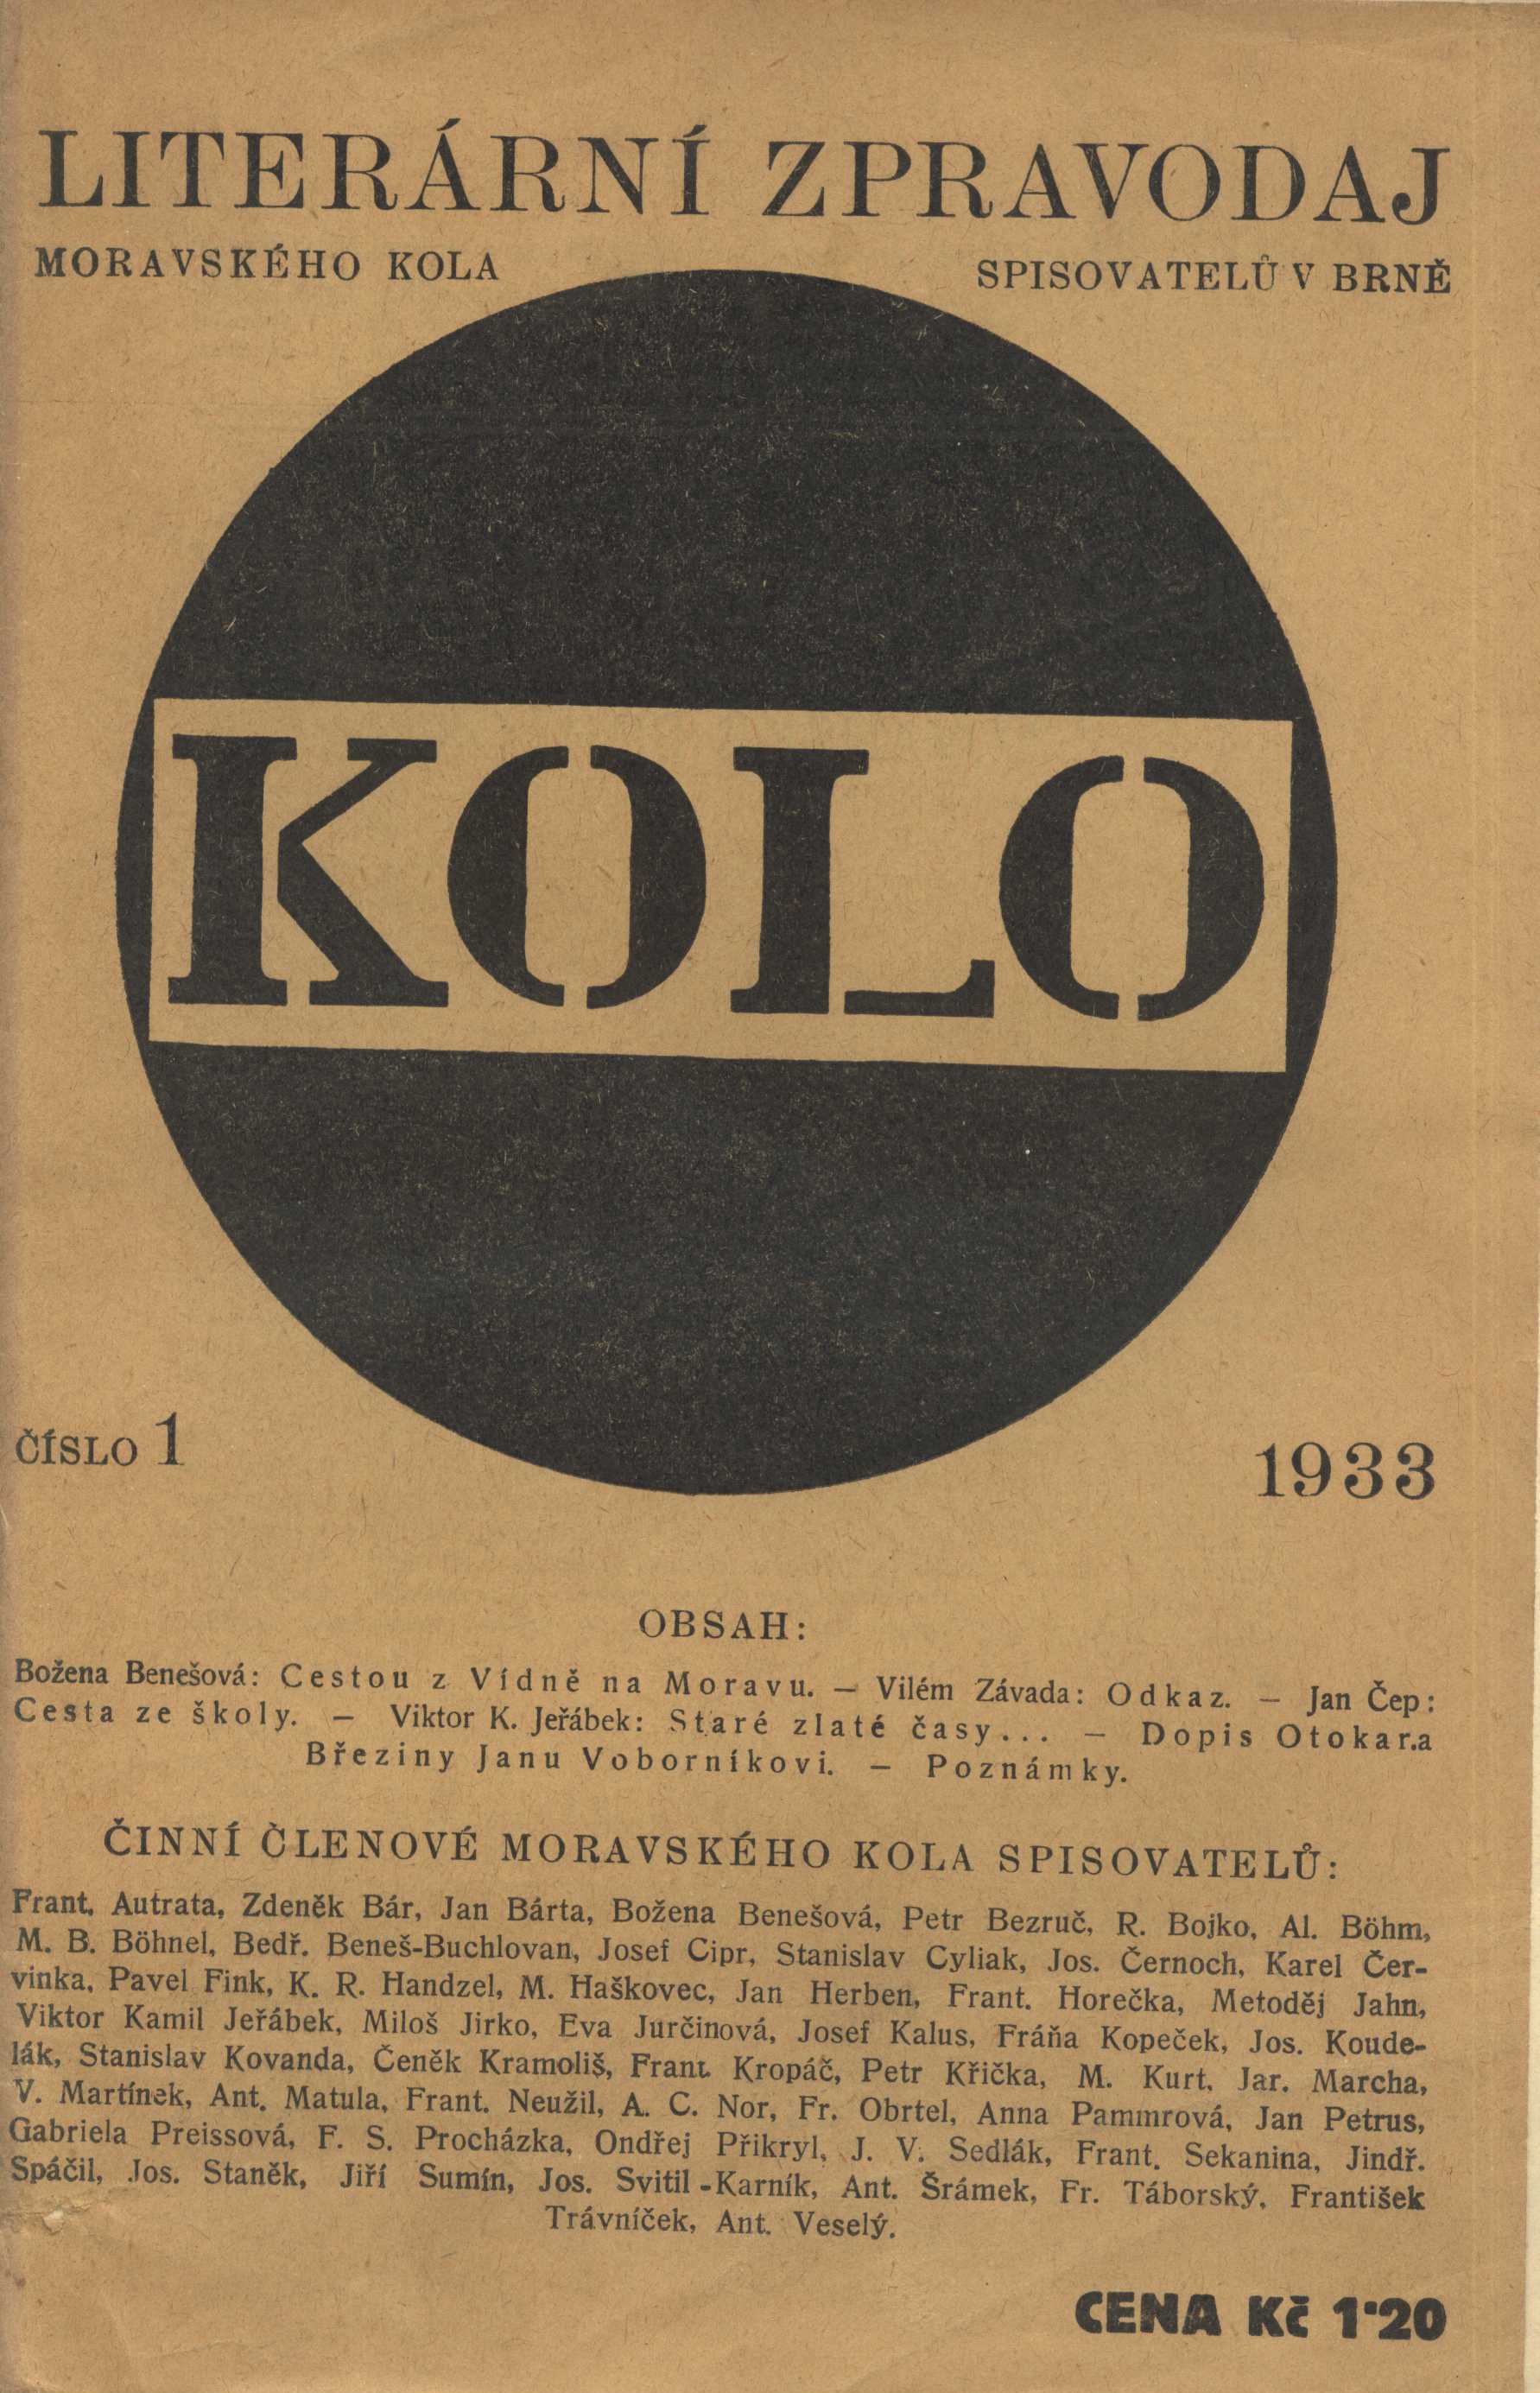 LITERÁRNÍ ZPRAVODAJ
MORAVSKÉHO KOLA SPISOVATELŮ V BRNĚ
KOLO
ČÍSLO 1 1933
OBSAH:
Božena Benešová: Cestou z Vídně na Moravu. — Vilém Závada: Odkaz. — Jan Čep:
Cesta ze školy. — Viktor K. Jeřábek: Staré zlaté časy... — Dopis Otokara
Březiny Janu Voborníkovi. — Poznámky.
ČINNÍ ČLENOVÉ MORAVSKÉHO KOLA SPISOVATELŮ:
Frant. Autrata, Zdeněk Bár, Jan Bárta, Božena Benešová, Petr Bezruč, R. Bojko, Al. Böhm,
M. B. Böhnel, Bedř. Beneš-Buchlovan, Josef Cipr, Stanislav Cyliak, Jos. Černoch, Karel Čer-
vinka, Pavel Fink, K. R. Handzel, M. Haškovec, Jan Herben, Frant. Horečka, Metoděj Jahn,
Viktor Kamil Jeřábek, Miloš Jirko, Eva Jurčinová, Josef Kalus, Fráňa Kopeček, Jos. Koude-
lák, Stanislav Kovanda, Čeněk Kramoliš, Frant. Kropáč, Petr Křička, M. Kurt, Jar. Marcha,
V. Martínek, Ant. Matula, Frant. Neužil, A. C. Nor, Fr. Obrtel, Anna Pammrová, Jan Petrus,
Gabriela Preissová, F. S. Procházka, Ondřej Přikryl, J. V. Sedlák, Frant. Sekanina, Jindř.
Spáčil, Jos. Staněk, Jiří Sumín, Jos. Svitil-Karník, Ant. Šrámek, Fr. Táborský, František
Trávníček, Ant. Veselý.
CENA Kč 1·20